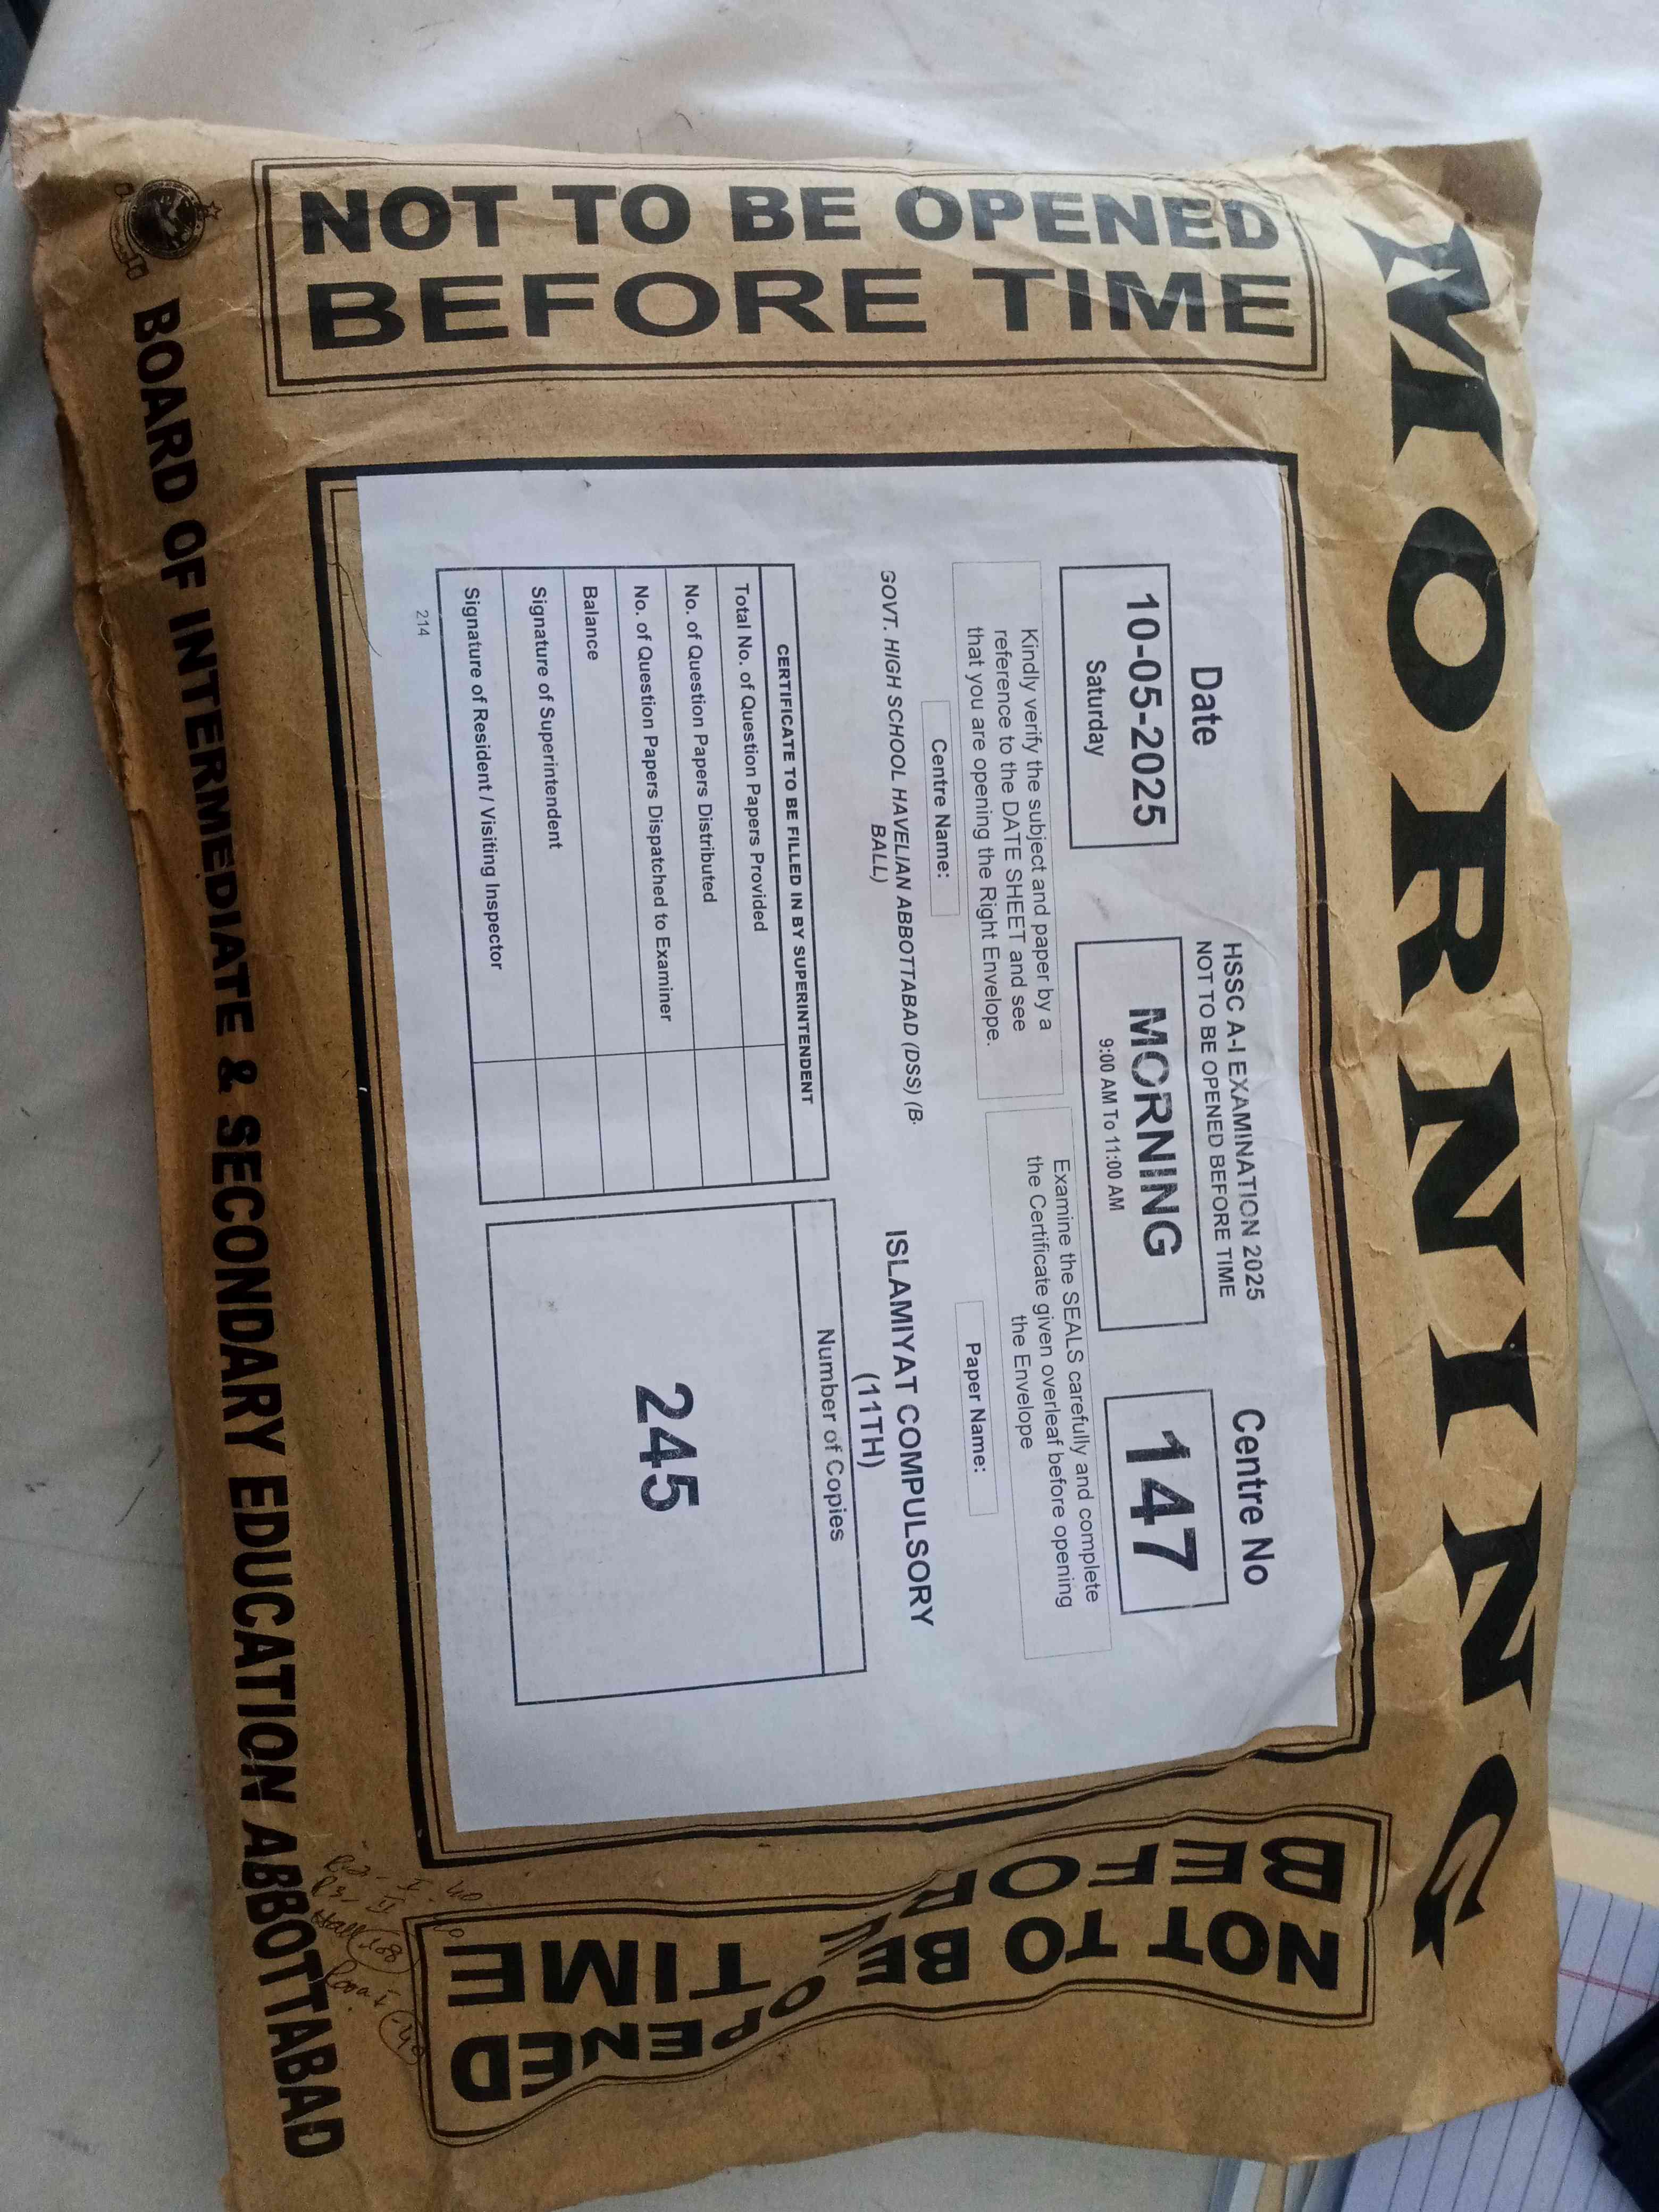 MORNING
NOT TO BE OPENED
BEFORE TIME
Date
10-05-2025
Saturday
HSSC A-I EXAMINATION 2025
NOT TO BE OPENED BEFORE TIME
MORNING
9:00 AM To 11:00 AM
Centre No
147
Kindly verify the subject and paper by a
reference to the DATE SHEET and see
that you are opening the Right Envelope.
Examine the SEALS carefully and complete
the Certificate given overleaf before opening
the Envelope
Centre Name:
GOVT. HIGH SCHOOL HAVELIAN ABBOTTABAD (DSS) (B-
BALL)
Paper Name:
ISLAMIYAT COMPULSORY
(11TH)
CERTIFICATE TO BE FILLED IN BY SUPERINTENDENT
Total No. of Question Papers Provided
No. of Question Papers Distributed
No. of Question Papers Dispatched to Examiner
Balance
Signature of Superintendent
Signature of Resident / Visiting Inspector
214
Number of Copies
245
NOT TO BE OPENED
BEFOR TIME
BOARD OF INTERMEDIATE & SECONDARY EDUCATION ABBOTTABAD